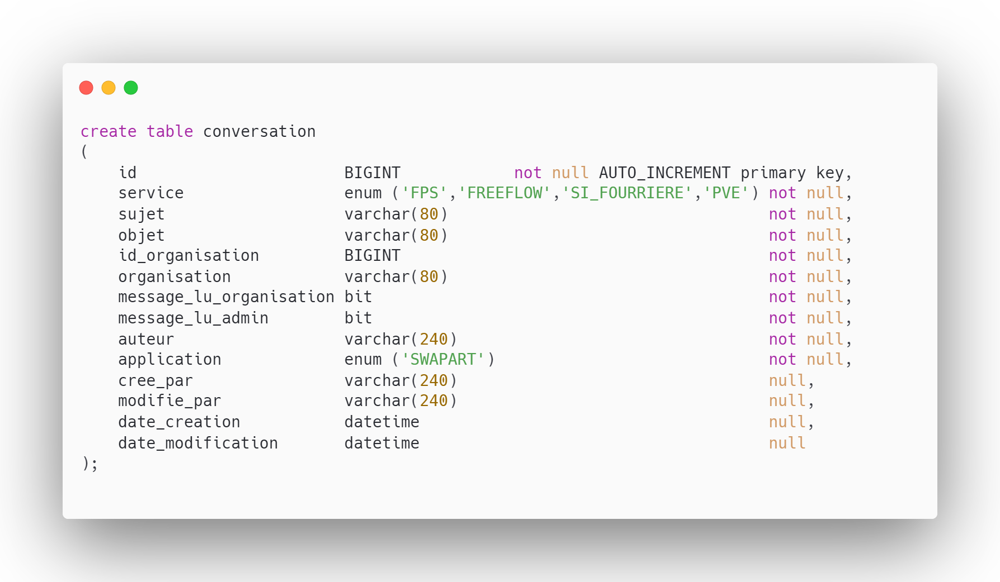 create table conversation
(
    id                      BIGINT            not null AUTO_INCREMENT primary key,
    service                 enum ('FPS','FREEFLOW','SI_FOURRIERE','PVE') not null,
    sujet                   varchar(80)                                  not null,
    objet                   varchar(80)                                  not null,
    id_organisation         BIGINT                                       not null,
    organisation            varchar(80)                                  not null,
    message_lu_organisation bit                                          not null,
    message_lu_admin        bit                                          not null,
    auteur                  varchar(240)                                 not null,
    application             enum ('SWAPART')                             not null,
    cree_par                varchar(240)                                 null,
    modifie_par             varchar(240)                                 null,
    date_creation           datetime                                     null,
    date_modification       datetime                                     null
);